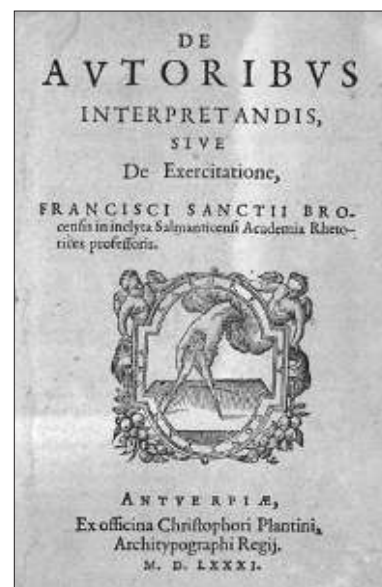 DE
AVTORIBVS
INTERPRETANDIS,
SIVE
De Exercitatione,
FRANCISCI SANCTII BRO-
censis in inclyta Salmanticensi Academia Rheto-
rices professoris.
ANTVERPIÆ,
Ex officina Christophori Plantini,
Architypographi Regij.
M. D. LXXXI.